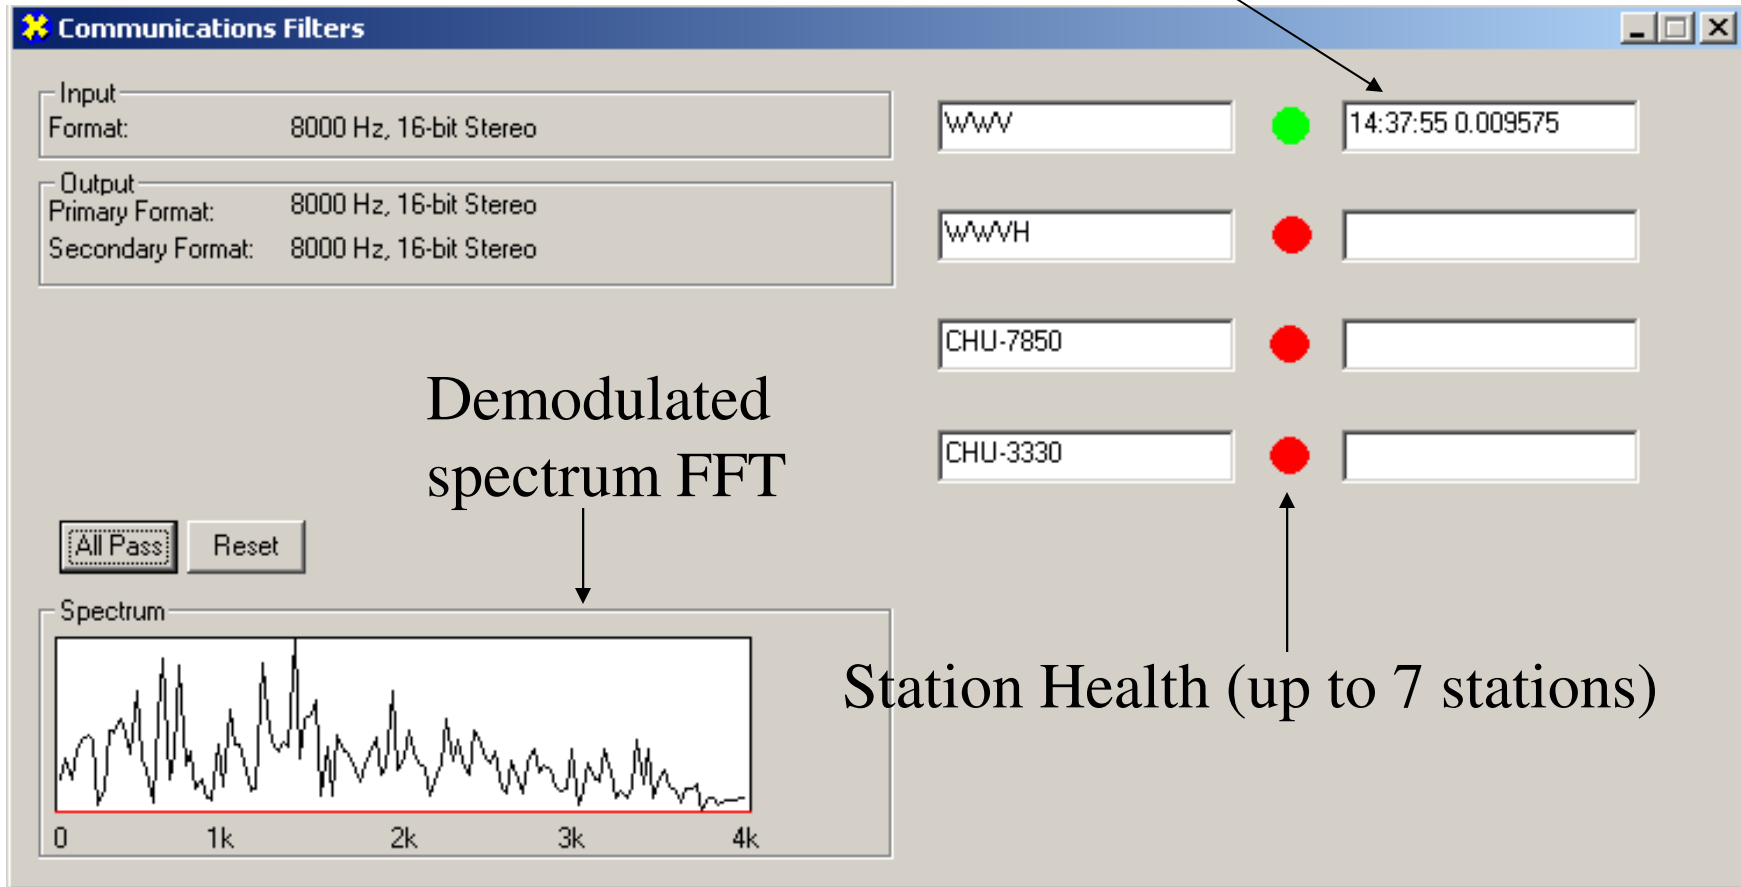 Communications Filters
Input
Format: 8000 Hz, 16-bit Stereo
Output
Primary Format: 8000 Hz, 16-bit Stereo
Secondary Format: 8000 Hz, 16-bit Stereo
WWV 14:37:55 0.009575
WWVH
CHU-7850
CHU-3330
Demodulated
spectrum FFT
All Pass Reset
Spectrum
0 1k 2k 3k 4k
Station Health (up to 7 stations)